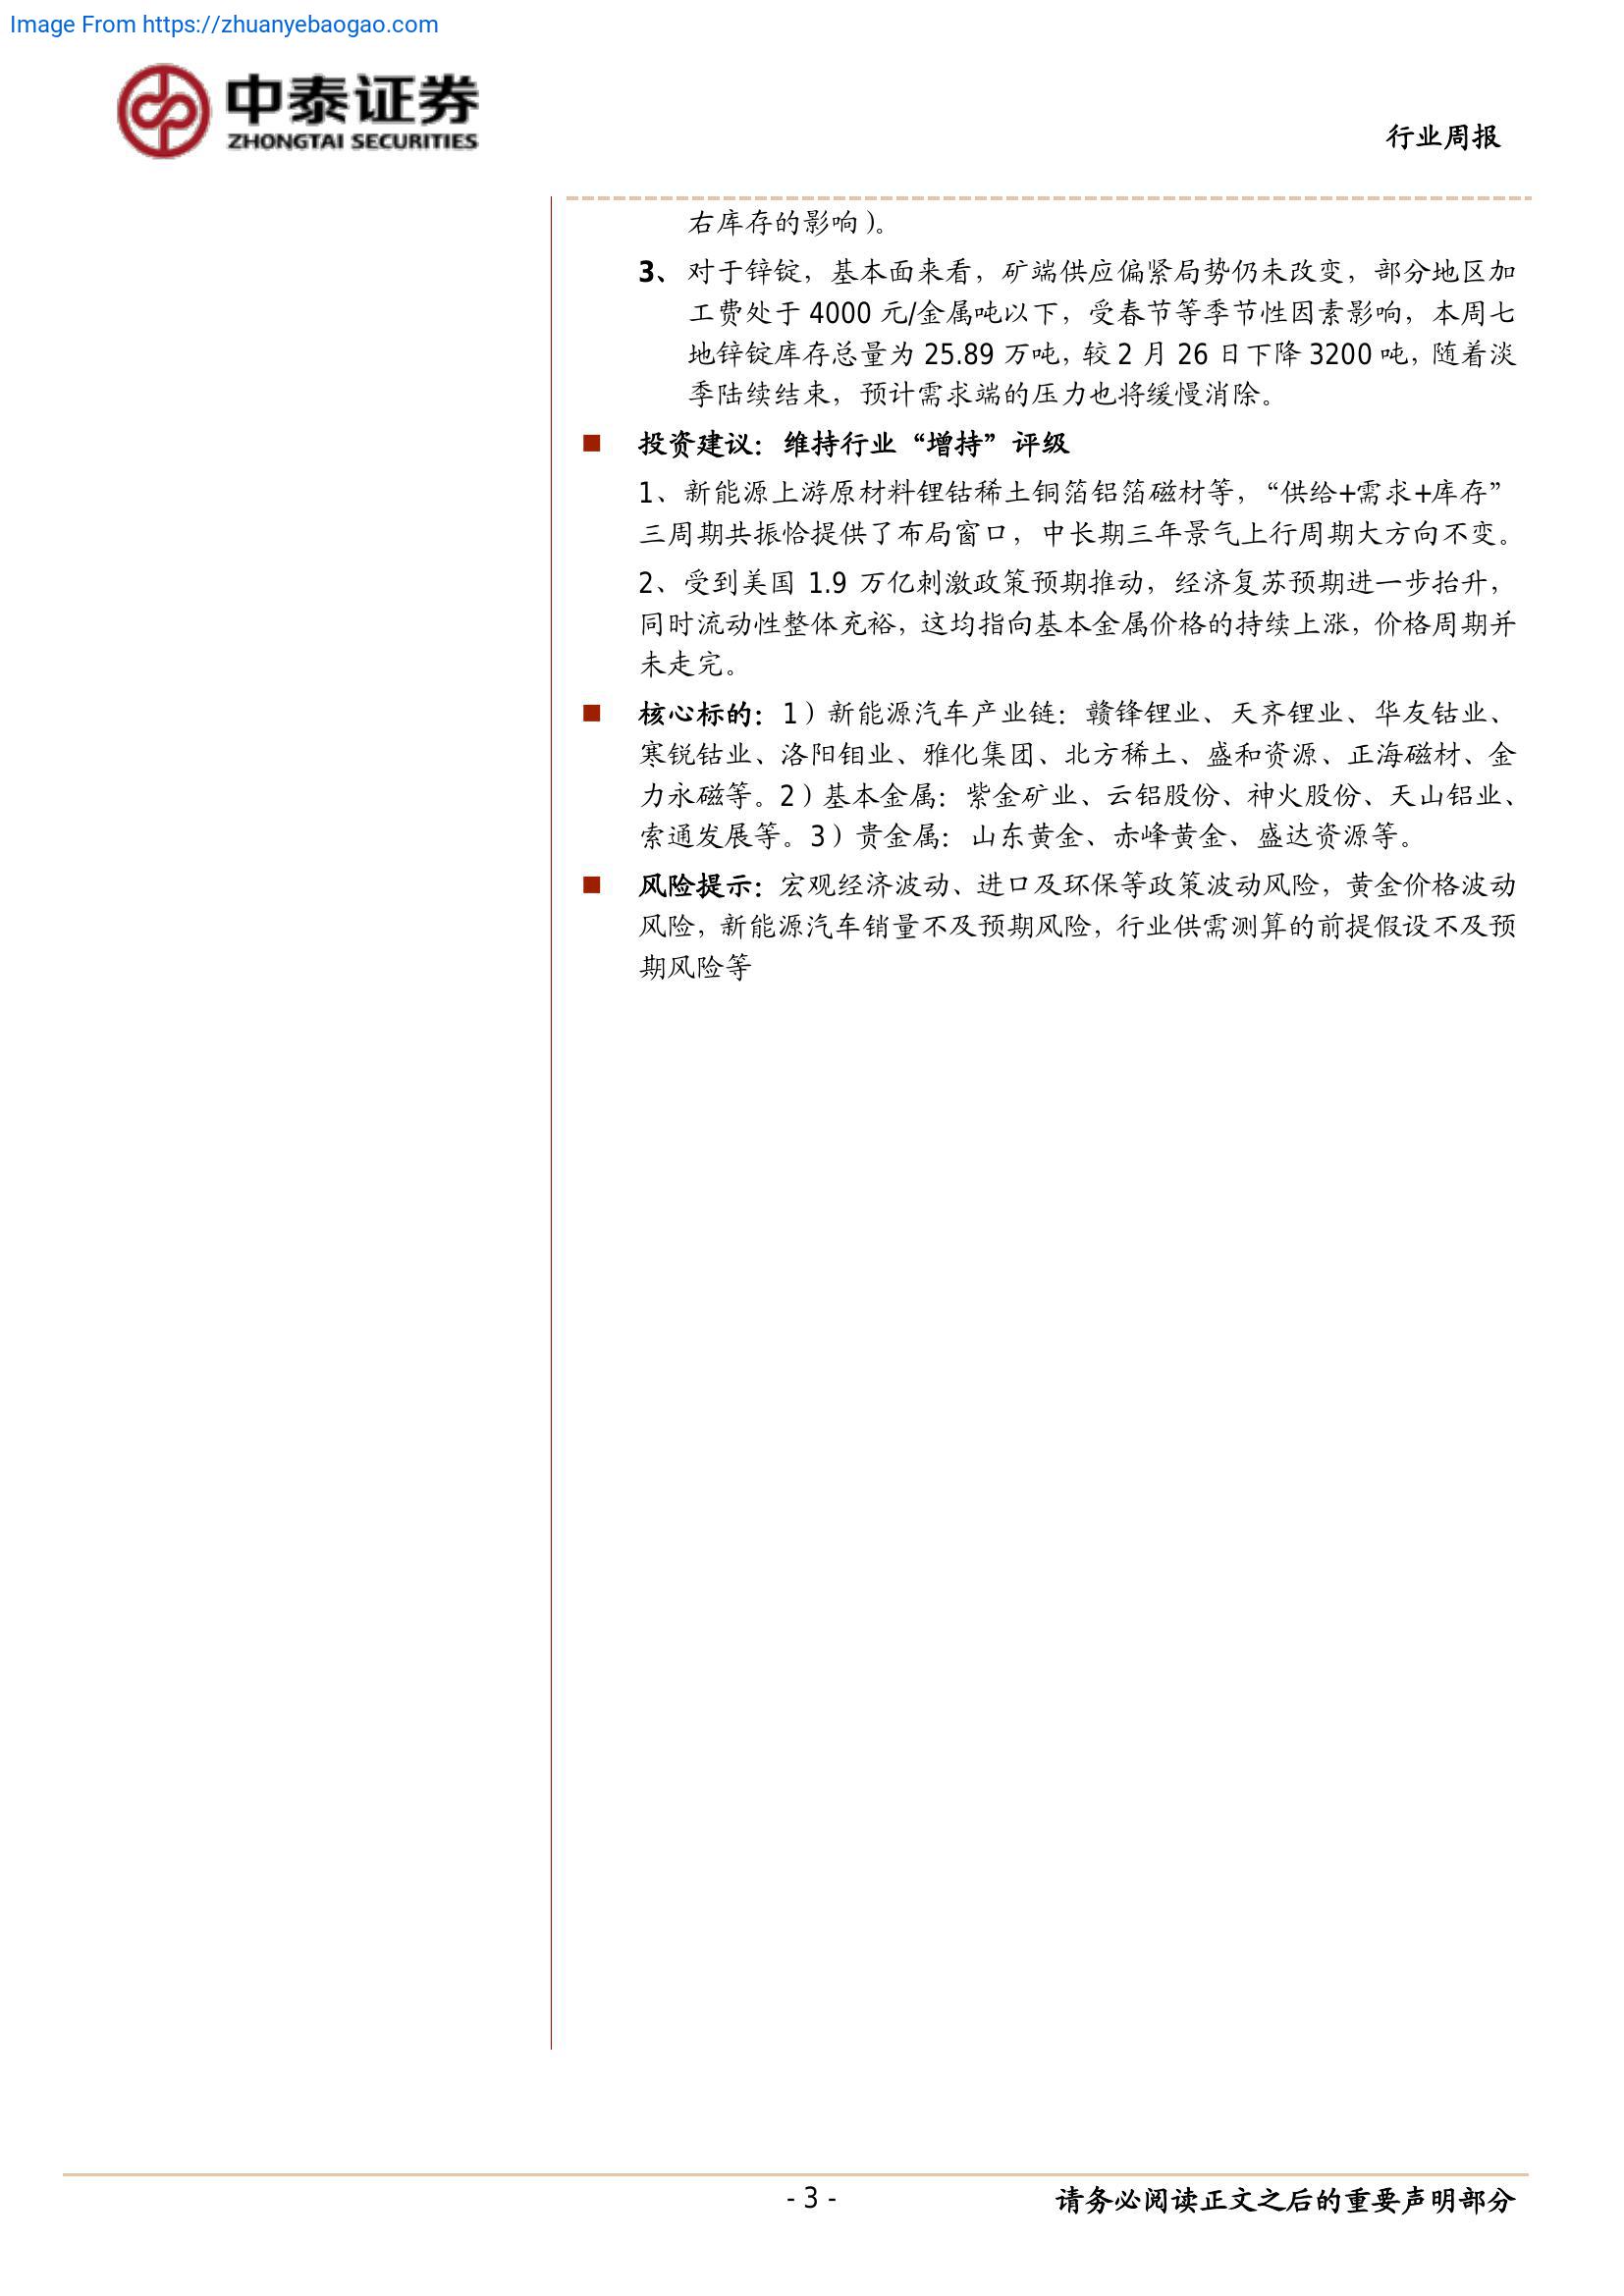 Image From https://zhuanyebaogao.com
中泰证券
ZHONGTAI SECURITIES
行业周报
右库存的影响）。
3、对于锌锭，基本面来看，矿端供应偏紧局势仍未改变，部分地区加
工费处于 4000 元/金属吨以下，受春节等季节性因素影响，本周七
地锌锭库存总量为 25.89 万吨，较 2 月 26 日下降 3200 吨，随着淡
季陆续结束，预计需求端的压力也将缓慢消除。
■ 投资建议：维持行业“增持”评级
1、新能源上游原材料锂钴稀土铜箔铝箔磁材等，“供给+需求+库存”
三周期共振恰提供了布局窗口，中长期三年景气上行周期大方向不变。
2、受到美国 1.9 万亿刺激政策预期推动，经济复苏预期进一步抬升，
同时流动性整体充裕，这均指向基本金属价格的持续上涨，价格周期并
未走完。
■ 核心标的：1）新能源汽车产业链：赣锋锂业、天齐锂业、华友钴业、
寒锐钴业、洛阳钼业、雅化集团、北方稀土、盛和资源、正海磁材、金
力永磁等。2）基本金属：紫金矿业、云铝股份、神火股份、天山铝业、
索通发展等。3）贵金属：山东黄金、赤峰黄金、盛达资源等。
■ 风险提示：宏观经济波动、进口及环保等政策波动风险，黄金价格波动
风险，新能源汽车销量不及预期风险，行业供需测算的前提假设不及预
期风险等
- 3 -
请务必阅读正文之后的重要声明部分